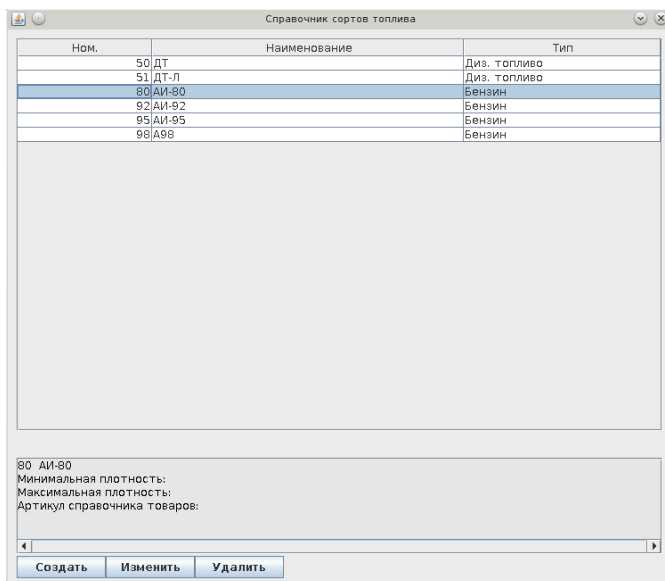 Справочник сортов топлива
Ном. Наименование Тип
50 ДТ Диз. топливо
51 ДТ-Л Диз. топливо
80 АИ-80 Бензин
92 АИ-92 Бензин
95 АИ-95 Бензин
98 А98 Бензин
80 АИ-80
Минимальная плотность:
Максимальная плотность:
Артикул справочника товаров:
Создать Изменить Удалить